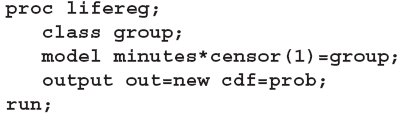 proc lifereg;
   class group;
   model minutes*censor(1)=group;
   output out=new cdf=prob;
run;